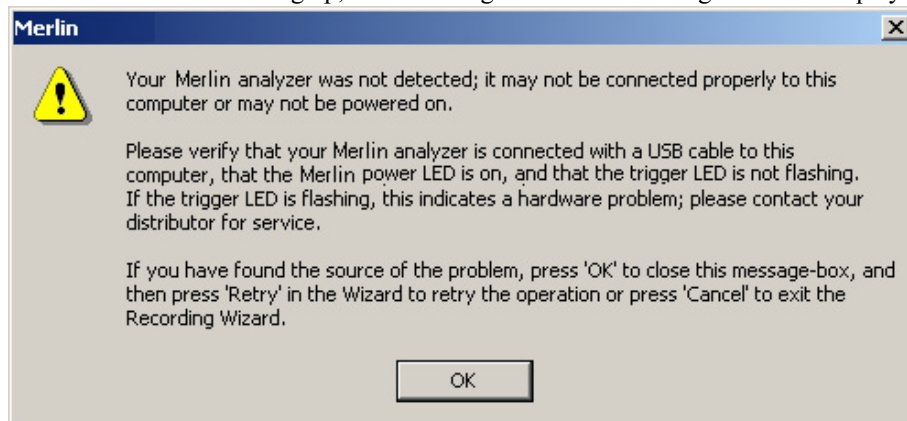 Merlin
Your Merlin analyzer was not detected; it may not be connected properly to this
computer or may not be powered on.
Please verify that your Merlin analyzer is connected with a USB cable to this
computer, that the Merlin power LED is on, and that the trigger LED is not flashing.
If the trigger LED is flashing, this indicates a hardware problem; please contact your
distributor for service.
If you have found the source of the problem, press 'OK' to close this message-box, and
then press 'Retry' in the Wizard to retry the operation or press 'Cancel' to exit the
Recording Wizard.
OK